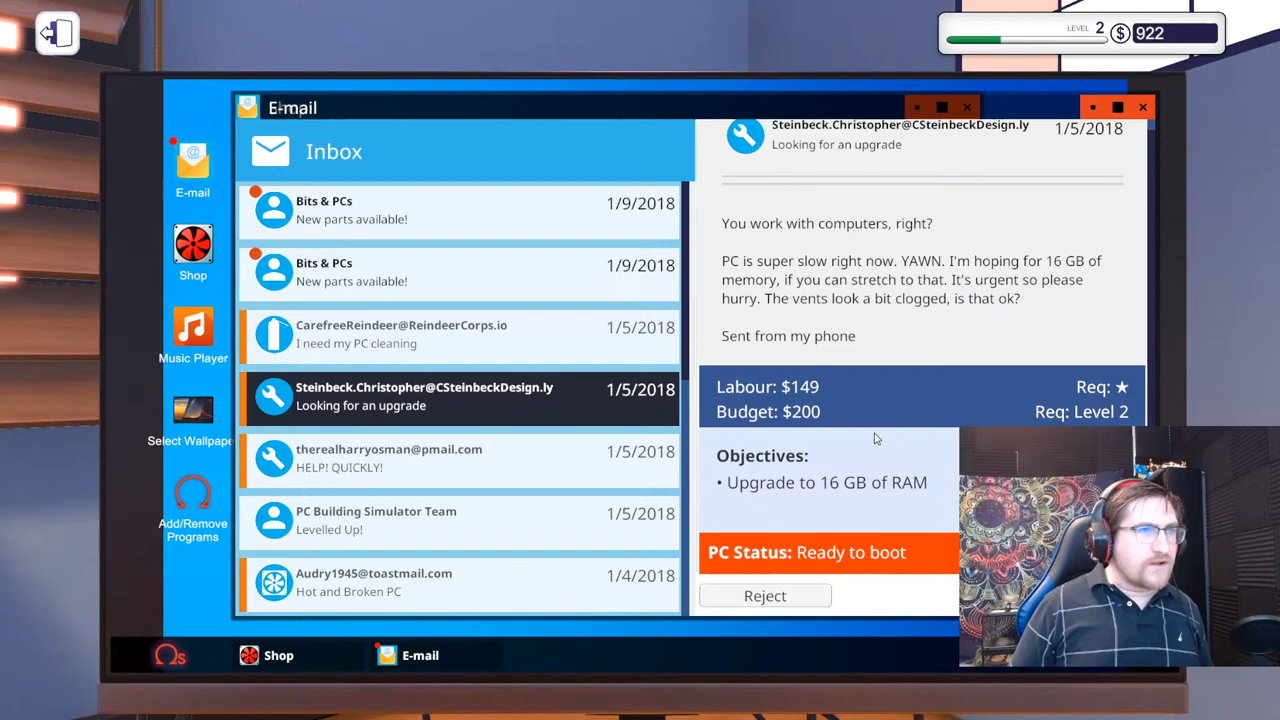 LEVEL 2 $ 922
E-mail
Inbox
E-mail
Shop
Music Player
Select Wallpape
Add/Remove
Programs
Bits & PCs 1/9/2018
New parts available!
Bits & PCs 1/9/2018
New parts available!
CarefreeReindeer@ReindeerCorps.io 1/5/2018
I need my PC cleaning
Steinbeck.Christopher@CSteinbeckDesign.ly 1/5/2018
Looking for an upgrade
therealharryosman@pmail.com 1/5/2018
HELP! QUICKLY!
PC Building Simulator Team 1/5/2018
Levelled Up!
Audry1945@toastmail.com 1/4/2018
Hot and Broken PC
Steinbeck.Christopher@CSteinbeckDesign.ly 1/5/2018
Looking for an upgrade
You work with computers, right?
PC is super slow right now. YAWN. I'm hoping for 16 GB of
memory, if you can stretch to that. It's urgent so please
hurry. The vents look a bit clogged, is that ok?
Sent from my phone
Labour: $149 Req: ★
Budget: $200 Req: Level 2
Objectives:
• Upgrade to 16 GB of RAM
PC Status: Ready to boot
Reject
Ωs Shop E-mail